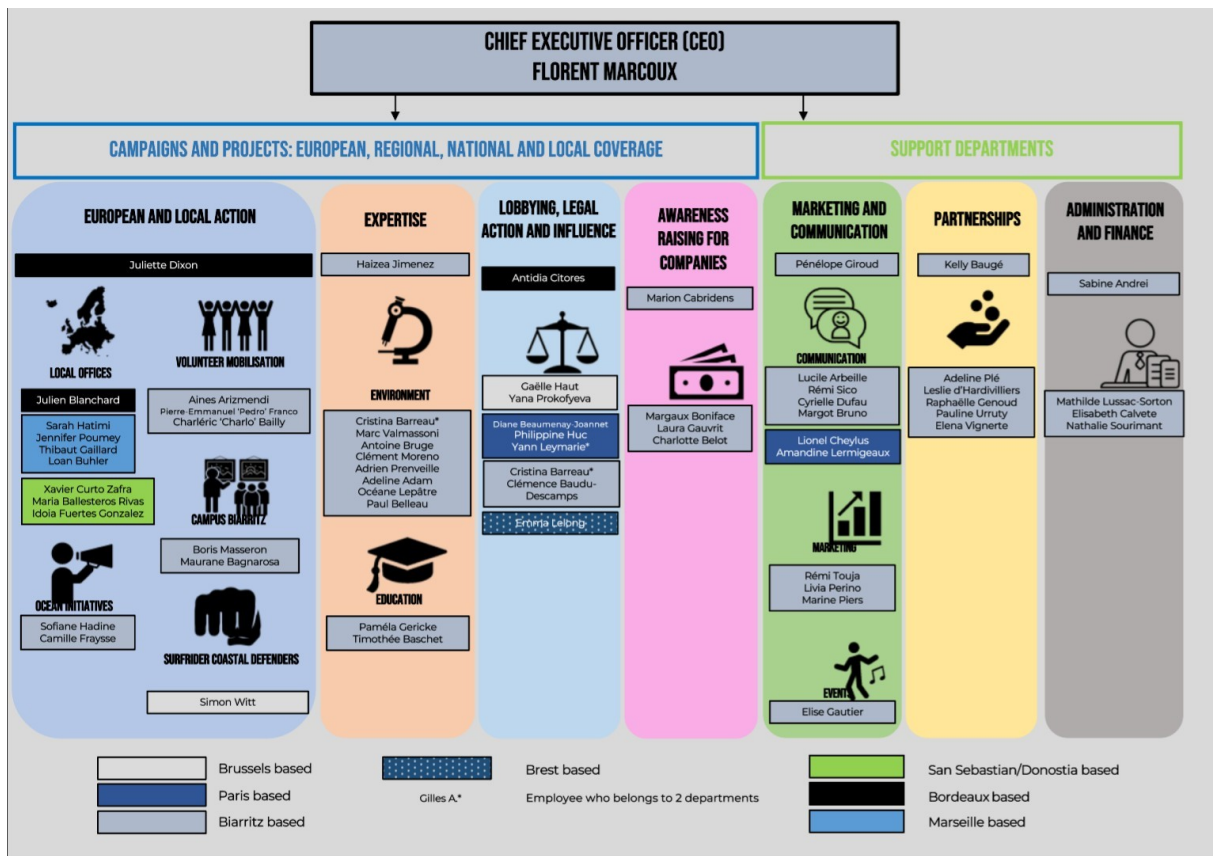 CHIEF EXECUTIVE OFFICER (CEO)
FLORENT MARCOUX
CAMPAIGNS AND PROJECTS: EUROPEAN, REGIONAL, NATIONAL AND LOCAL COVERAGE
SUPPORT DEPARTMENTS
EUROPEAN AND LOCAL ACTION
Juliette Dixon
LOCAL OFFICES
Julien Blanchard
Sarah Hatimi
Jennifer Poumey
Thibaut Gaillard
Loan Buhler
Xavier Curto Zafra
Maria Ballesteros Rivas
Idoia Fuertes Gonzalez
OCEAN INITIATIVES
Sofiane Hadine
Camille Fraysse
VOLUNTEER MOBILISATION
Aines Arizmendi
Pierre-Emmanuel 'Pedro' Franco
Charléric 'Charlo' Bailly
CAMPUS BIARRITZ
Boris Masseron
Maurane Bagnarosa
SURFRIDER COASTAL DEFENDERS
Simon Witt
EXPERTISE
Haizea Jimenez
ENVIRONMENT
Cristina Barreau*
Marc Valmassoni
Antoine Bruge
Clément Moreno
Adrien Prenveille
Adeline Adam
Océane Lepâtre
Paul Belleau
EDUCATION
Paméla Gericke
Timothée Baschet
LOBBYING, LEGAL
ACTION AND INFLUENCE
Antidia Citores
Gaëlle Haut
Yana Prokofyeva
Diane Beaumenay-Joannet
Philippine Huc
Yann Leymarie*
Cristina Barreau*
Clémence Baudu-
Descamps
Emma Lelong
AWARENESS
RAISING FOR
COMPANIES
Marion Cabridens
Margaux Boniface
Laura Gauvrit
Charlotte Belot
MARKETING AND
COMMUNICATION
Pénélope Giroud
COMMUNICATION
Lucile Arbeille
Rémi Sico
Cyrielle Dufau
Margot Bruno
Lionel Cheylus
Amandine Lermigeaux
MARKETING
Rémi Touja
Livia Perino
Marine Piers
EVENTS
Elise Gautier
PARTNERSHIPS
Kelly Baugé
Adeline Plé
Leslie d'Hardivilliers
Raphaëlle Genoud
Pauline Urruty
Elena Vignerte
ADMINISTRATION
AND FINANCE
Sabine Andrei
Mathilde Lussac-Sorton
Elisabeth Calvete
Nathalie Sourimant
Brussels based
Paris based
Biarritz based
Brest based
Gilles A.* Employee who belongs to 2 departments
San Sebastian/Donostia based
Bordeaux based
Marseille based